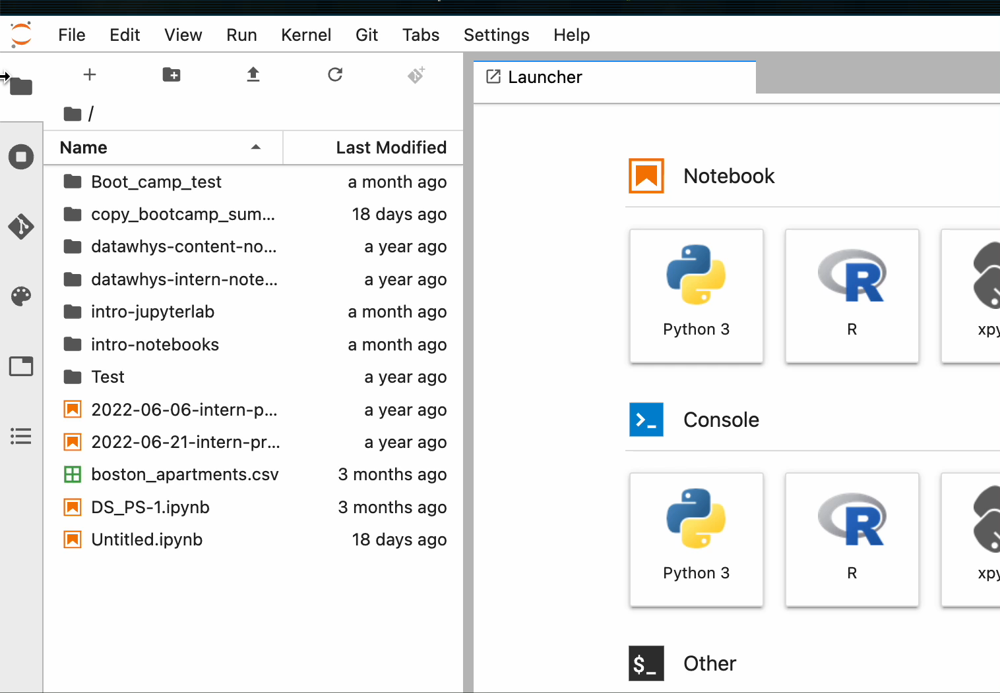 File Edit View Run Kernel Git Tabs Settings Help
Launcher
/
Name Last Modified
Boot_camp_test a month ago
copy_bootcamp_sum... 18 days ago
datawhys-content-no... a year ago
datawhys-intern-note... a year ago
intro-jupyterlab a month ago
intro-notebooks a month ago
Test a year ago
2022-06-06-intern-p... a year ago
2022-06-21-intern-pr... a year ago
boston_apartments.csv 3 months ago
DS_PS-1.ipynb 3 months ago
Untitled.ipynb 18 days ago
Notebook
Python 3 R xpy
Console
Python 3 R xpy
$_ Other